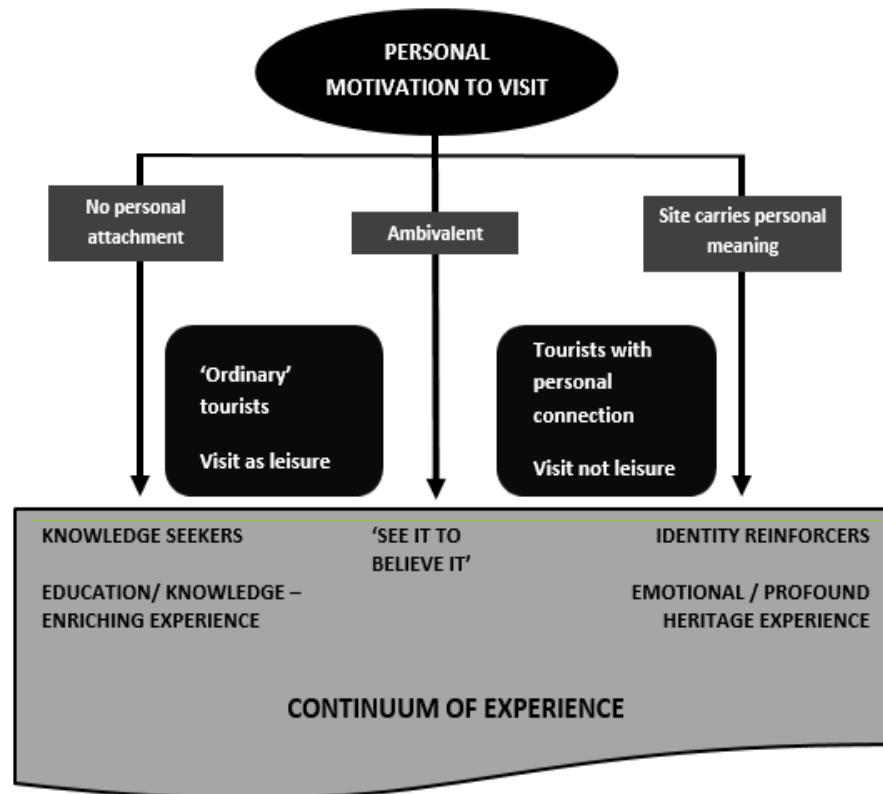 PERSONAL
MOTIVATION TO VISIT
No personal
attachment
Ambivalent
Site carries personal
meaning
‘Ordinary’
tourists
Visit as leisure
Tourists with
personal
connection
Visit not leisure
KNOWLEDGE SEEKERS
EDUCATION/ KNOWLEDGE –
ENRICHING EXPERIENCE
‘SEE IT TO
BELIEVE IT’
IDENTITY REINFORCERS
EMOTIONAL / PROFOUND
HERITAGE EXPERIENCE
CONTINUUM OF EXPERIENCE